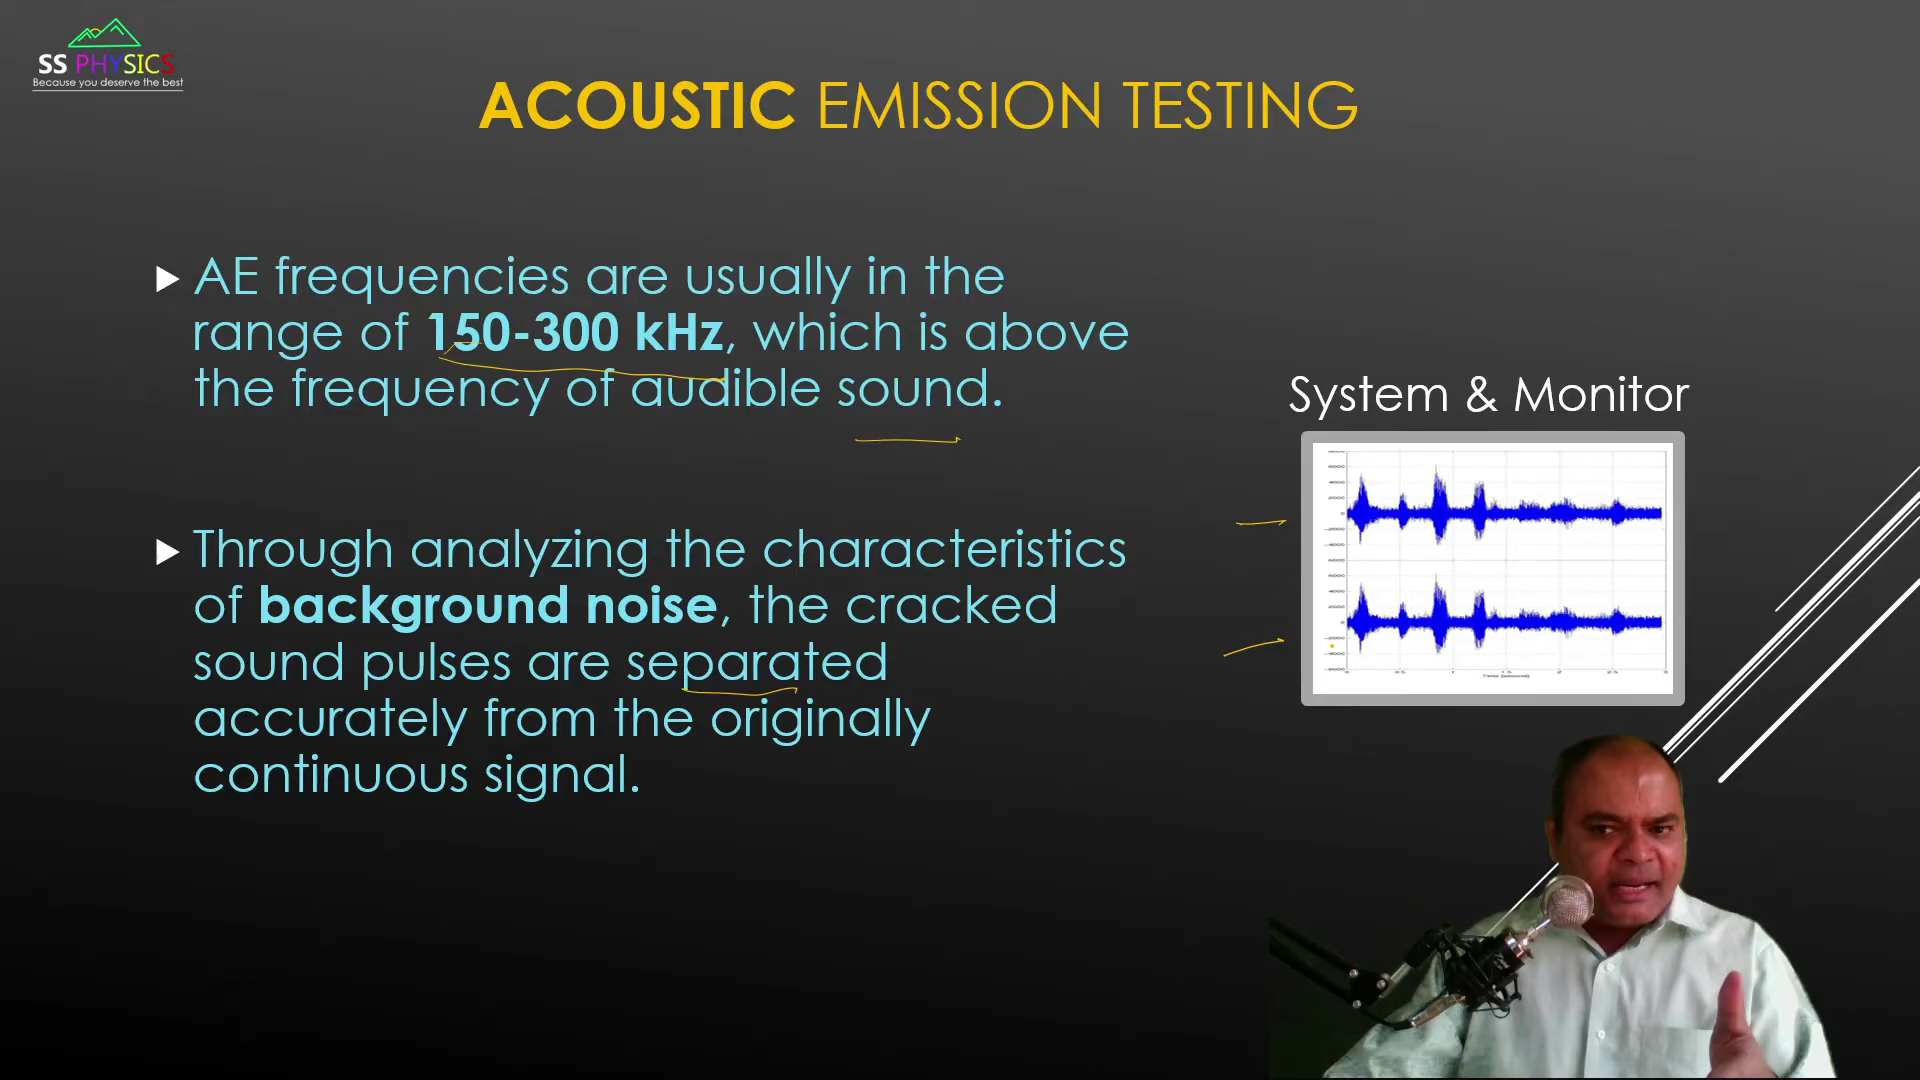 SS PHYSICS
Because you deserve the best
ACOUSTIC EMISSION TESTING
AE frequencies are usually in the
range of 150-300 kHz, which is above
the frequency of audible sound.
Through analyzing the characteristics
of background noise, the cracked
sound pulses are separated
accurately from the originally
continuous signal.
System & Monitor